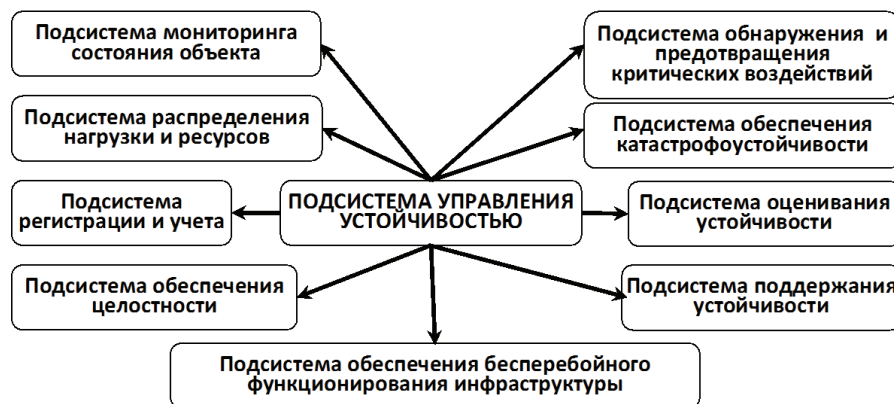 Подсистема мониторинга
состояния объекта
Подсистема обнаружения и
предотвращения
критических воздействий
Подсистема распределения
нагрузки и ресурсов
Подсистема обеспечения
катастрофоустойчивости
Подсистема
регистрации и учета
ПОДСИСТЕМА УПРАВЛЕНИЯ
УСТОЙЧИВОСТЬЮ
Подсистема оценивания
устойчивости
Подсистема обеспечения
целостности
Подсистема поддержания
устойчивости
Подсистема обеспечения бесперебойного
функционирования инфраструктуры